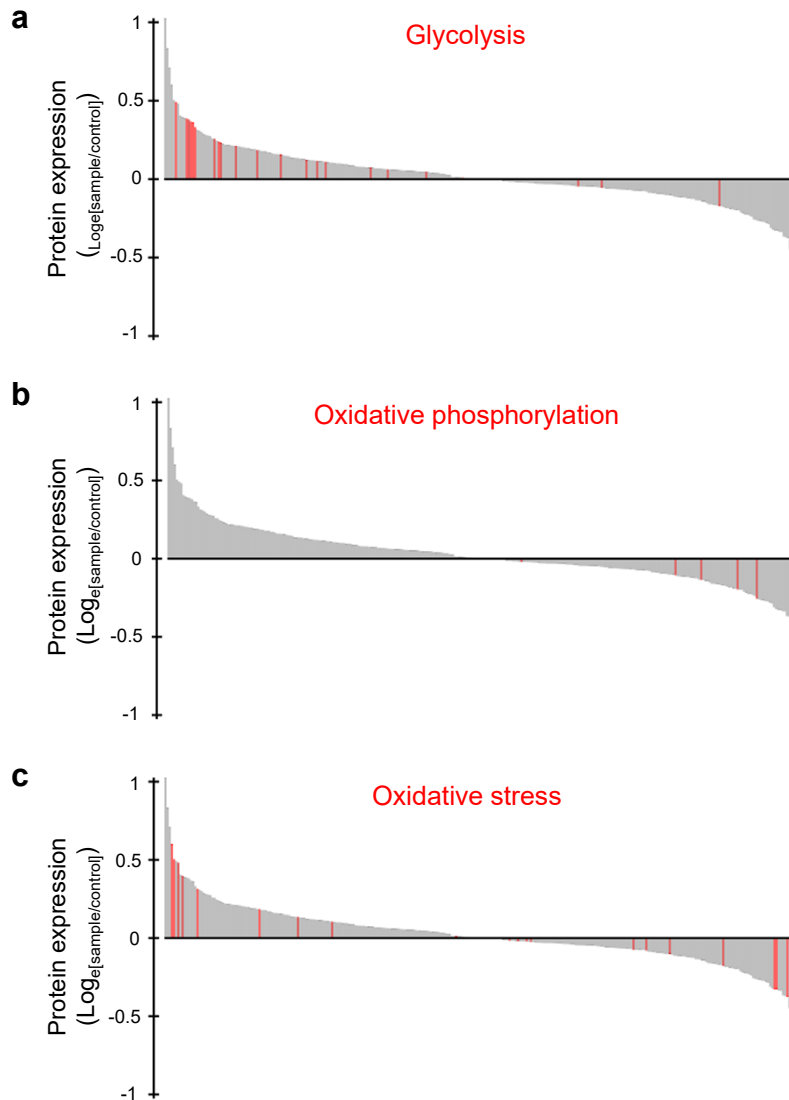 a
Glycolysis
Protein expression
(Loge[sample/control])
1
0.5
0
-0.5
-1
b
Oxidative phosphorylation
Protein expression
(Loge[sample/control])
1
0.5
0
-0.5
-1
c
Oxidative stress
Protein expression
(Loge[sample/control])
1
0.5
0
-0.5
-1